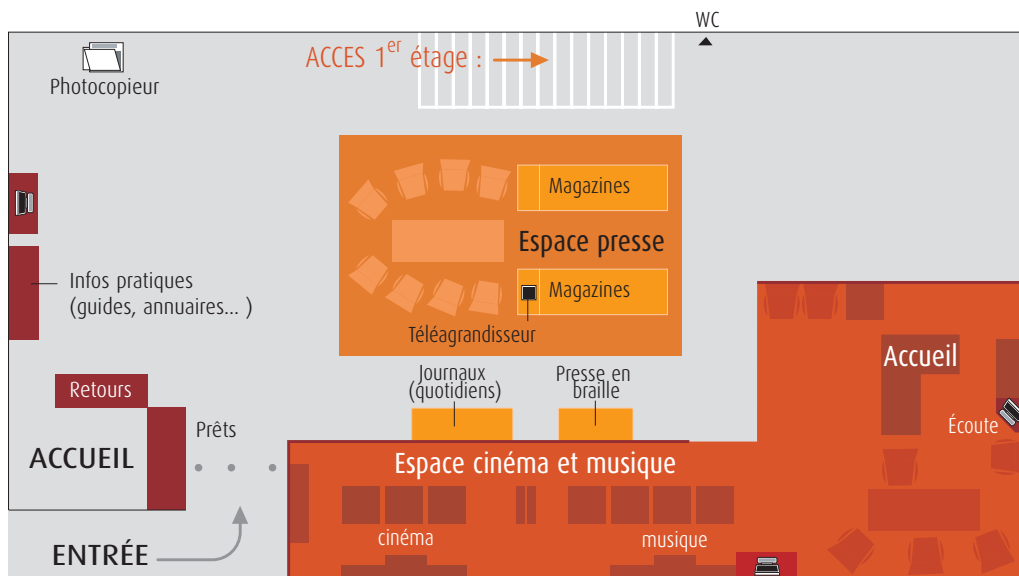 WC
ACCES 1er étage :
Photocopieur
Magazines
Espace presse
Infos pratiques
(guides, annuaires... )
Magazines
Téléagrandisseur
Journaux
(quotidiens)
Presse en
braille
Accueil
Retours
Prêts
Écoute
ACCUEIL
Espace cinéma et musique
cinéma
musique
ENTRÉE